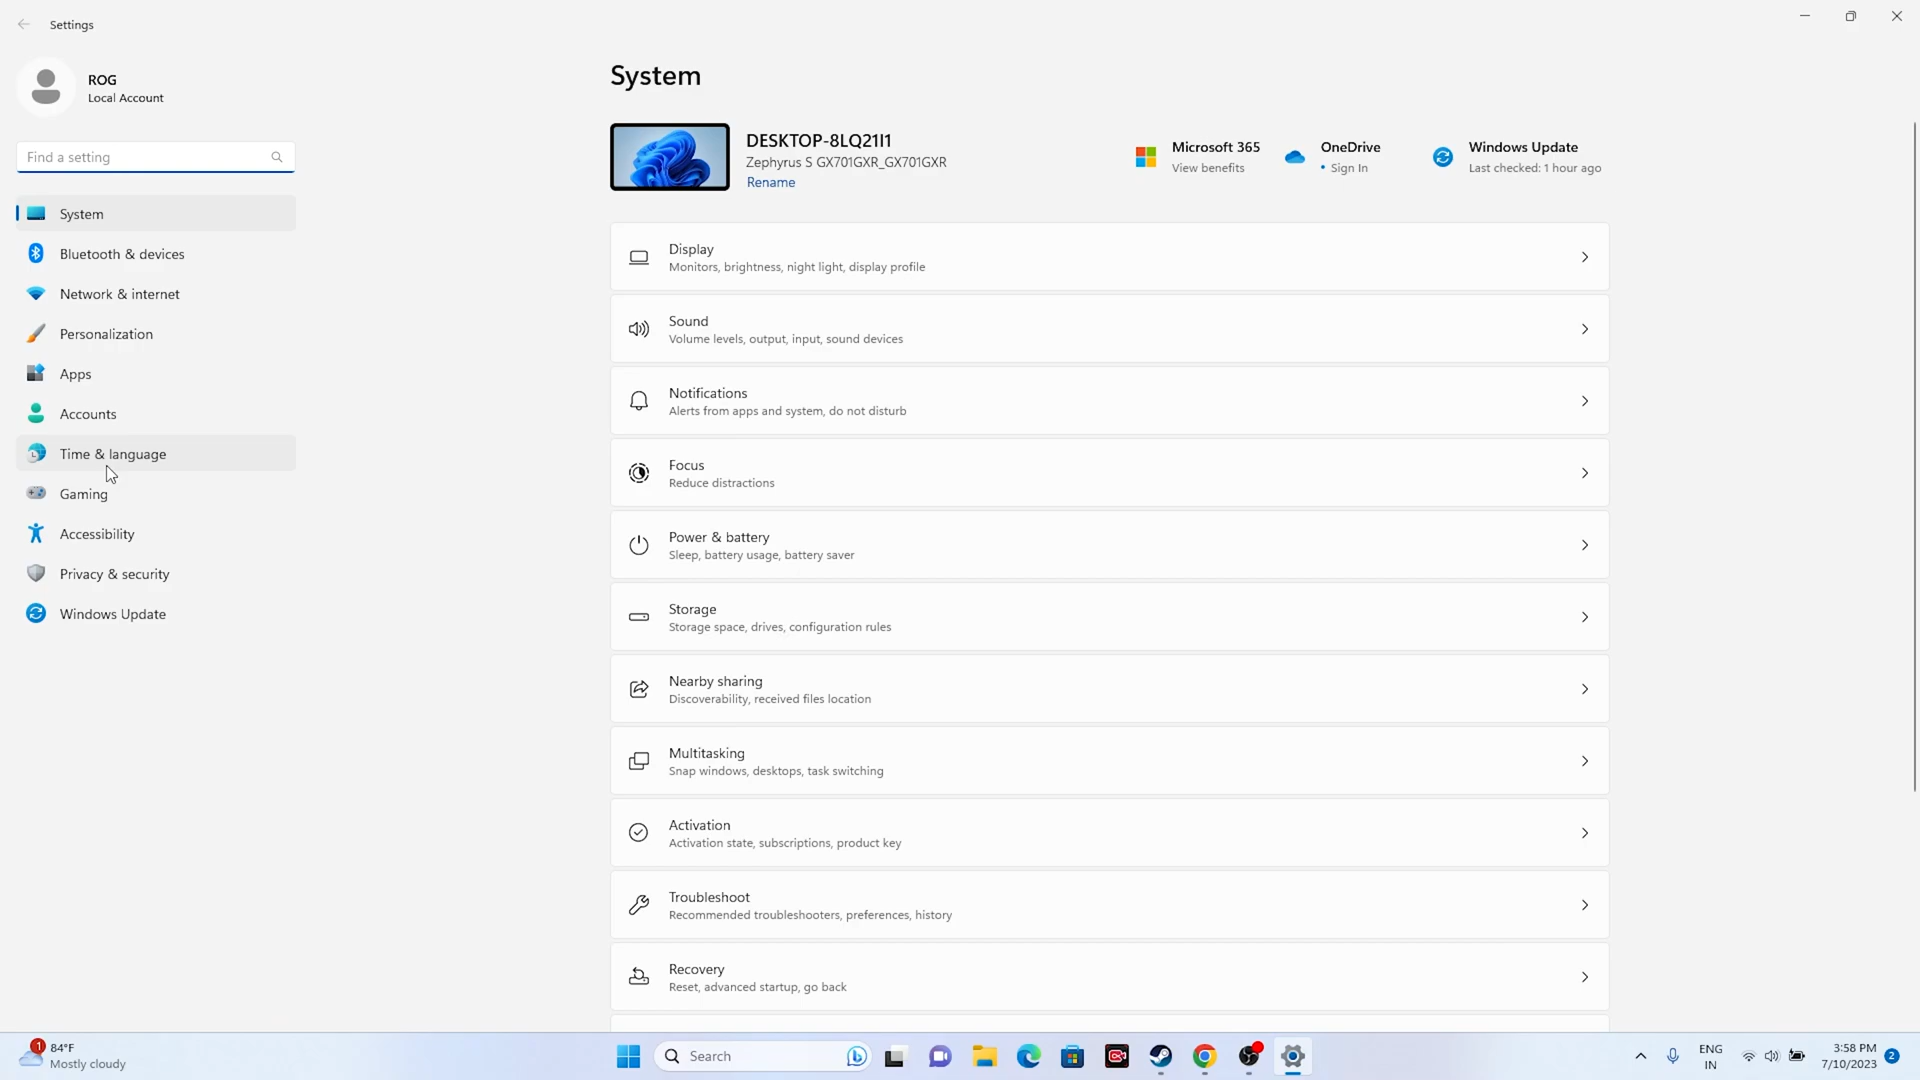 Settings
ROG
Local Account
Find a setting
System
Bluetooth & devices
Network & internet
Personalization
Apps
Accounts
Time & language
Gaming
Accessibility
Privacy & security
Windows Update
System
DESKTOP-8LQ21I1
Zephyrus S GX701GXR_GX701GXR
Rename
Microsoft 365
View benefits
OneDrive
• Sign In
Windows Update
Last checked: 1 hour ago
Display
Monitors, brightness, night light, display profile
Sound
Volume levels, output, input, sound devices
Notifications
Alerts from apps and system, do not disturb
Focus
Reduce distractions
Power & battery
Sleep, battery usage, battery saver
Storage
Storage space, drives, configuration rules
Nearby sharing
Discoverability, received files location
Multitasking
Snap windows, desktops, task switching
Activation
Activation state, subscriptions, product key
Troubleshoot
Recommended troubleshooters, preferences, history
Recovery
Reset, advanced startup, go back
1
84°F
Mostly cloudy
Search
ENG
IN
3:58 PM
7/10/2023
2